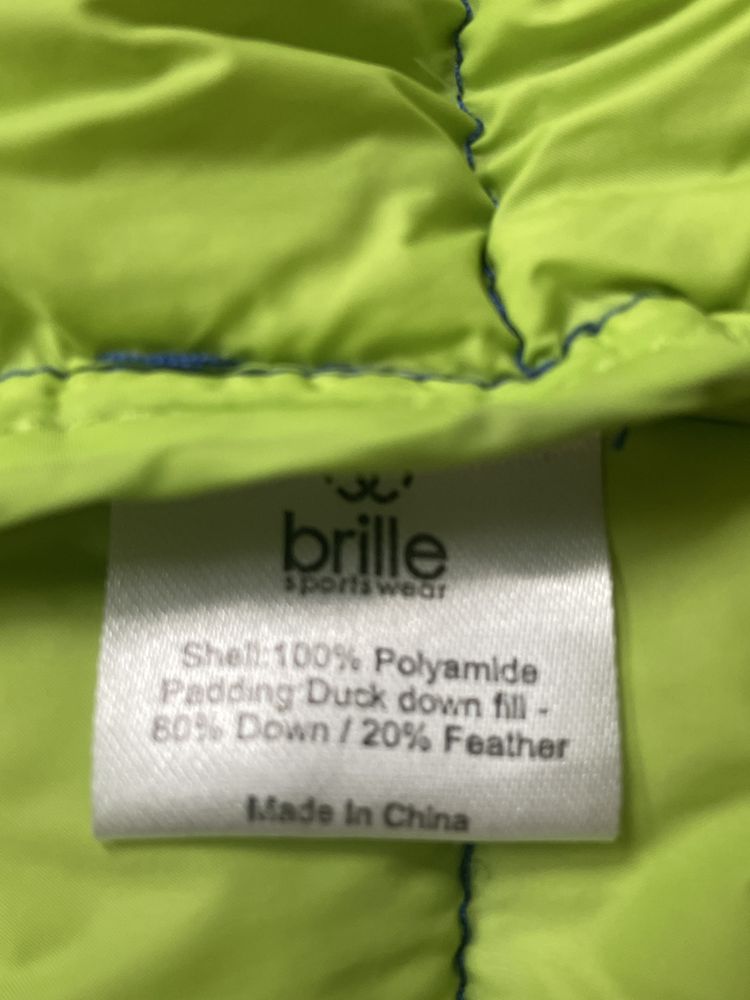 brille
sportswear
Shell:100% Polyamide
Padding:Duck down fill -
80% Down / 20% Feather
Made In China